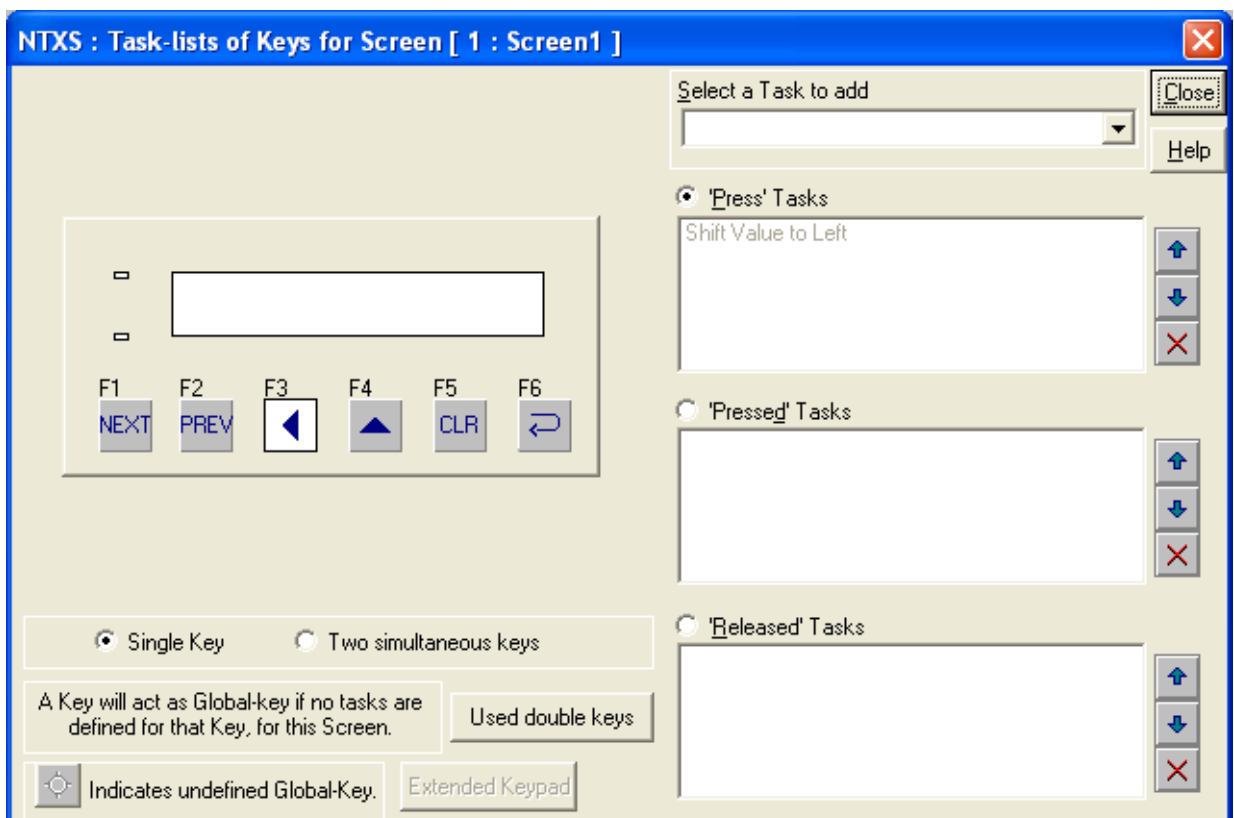 NTXS : Task-lists of Keys for Screen [ 1 : Screen1 ]
Select a Task to add
Close
Help
'Press' Tasks
Shift Value to Left
F1 F2 F3 F4 F5 F6
NEXT PREV CLR
'Pressed' Tasks
Single Key Two simultaneous keys
'Released' Tasks
A Key will act as Global-key if no tasks are
defined for that Key, for this Screen.
Used double keys
Indicates undefined Global-Key.
Extended Keypad